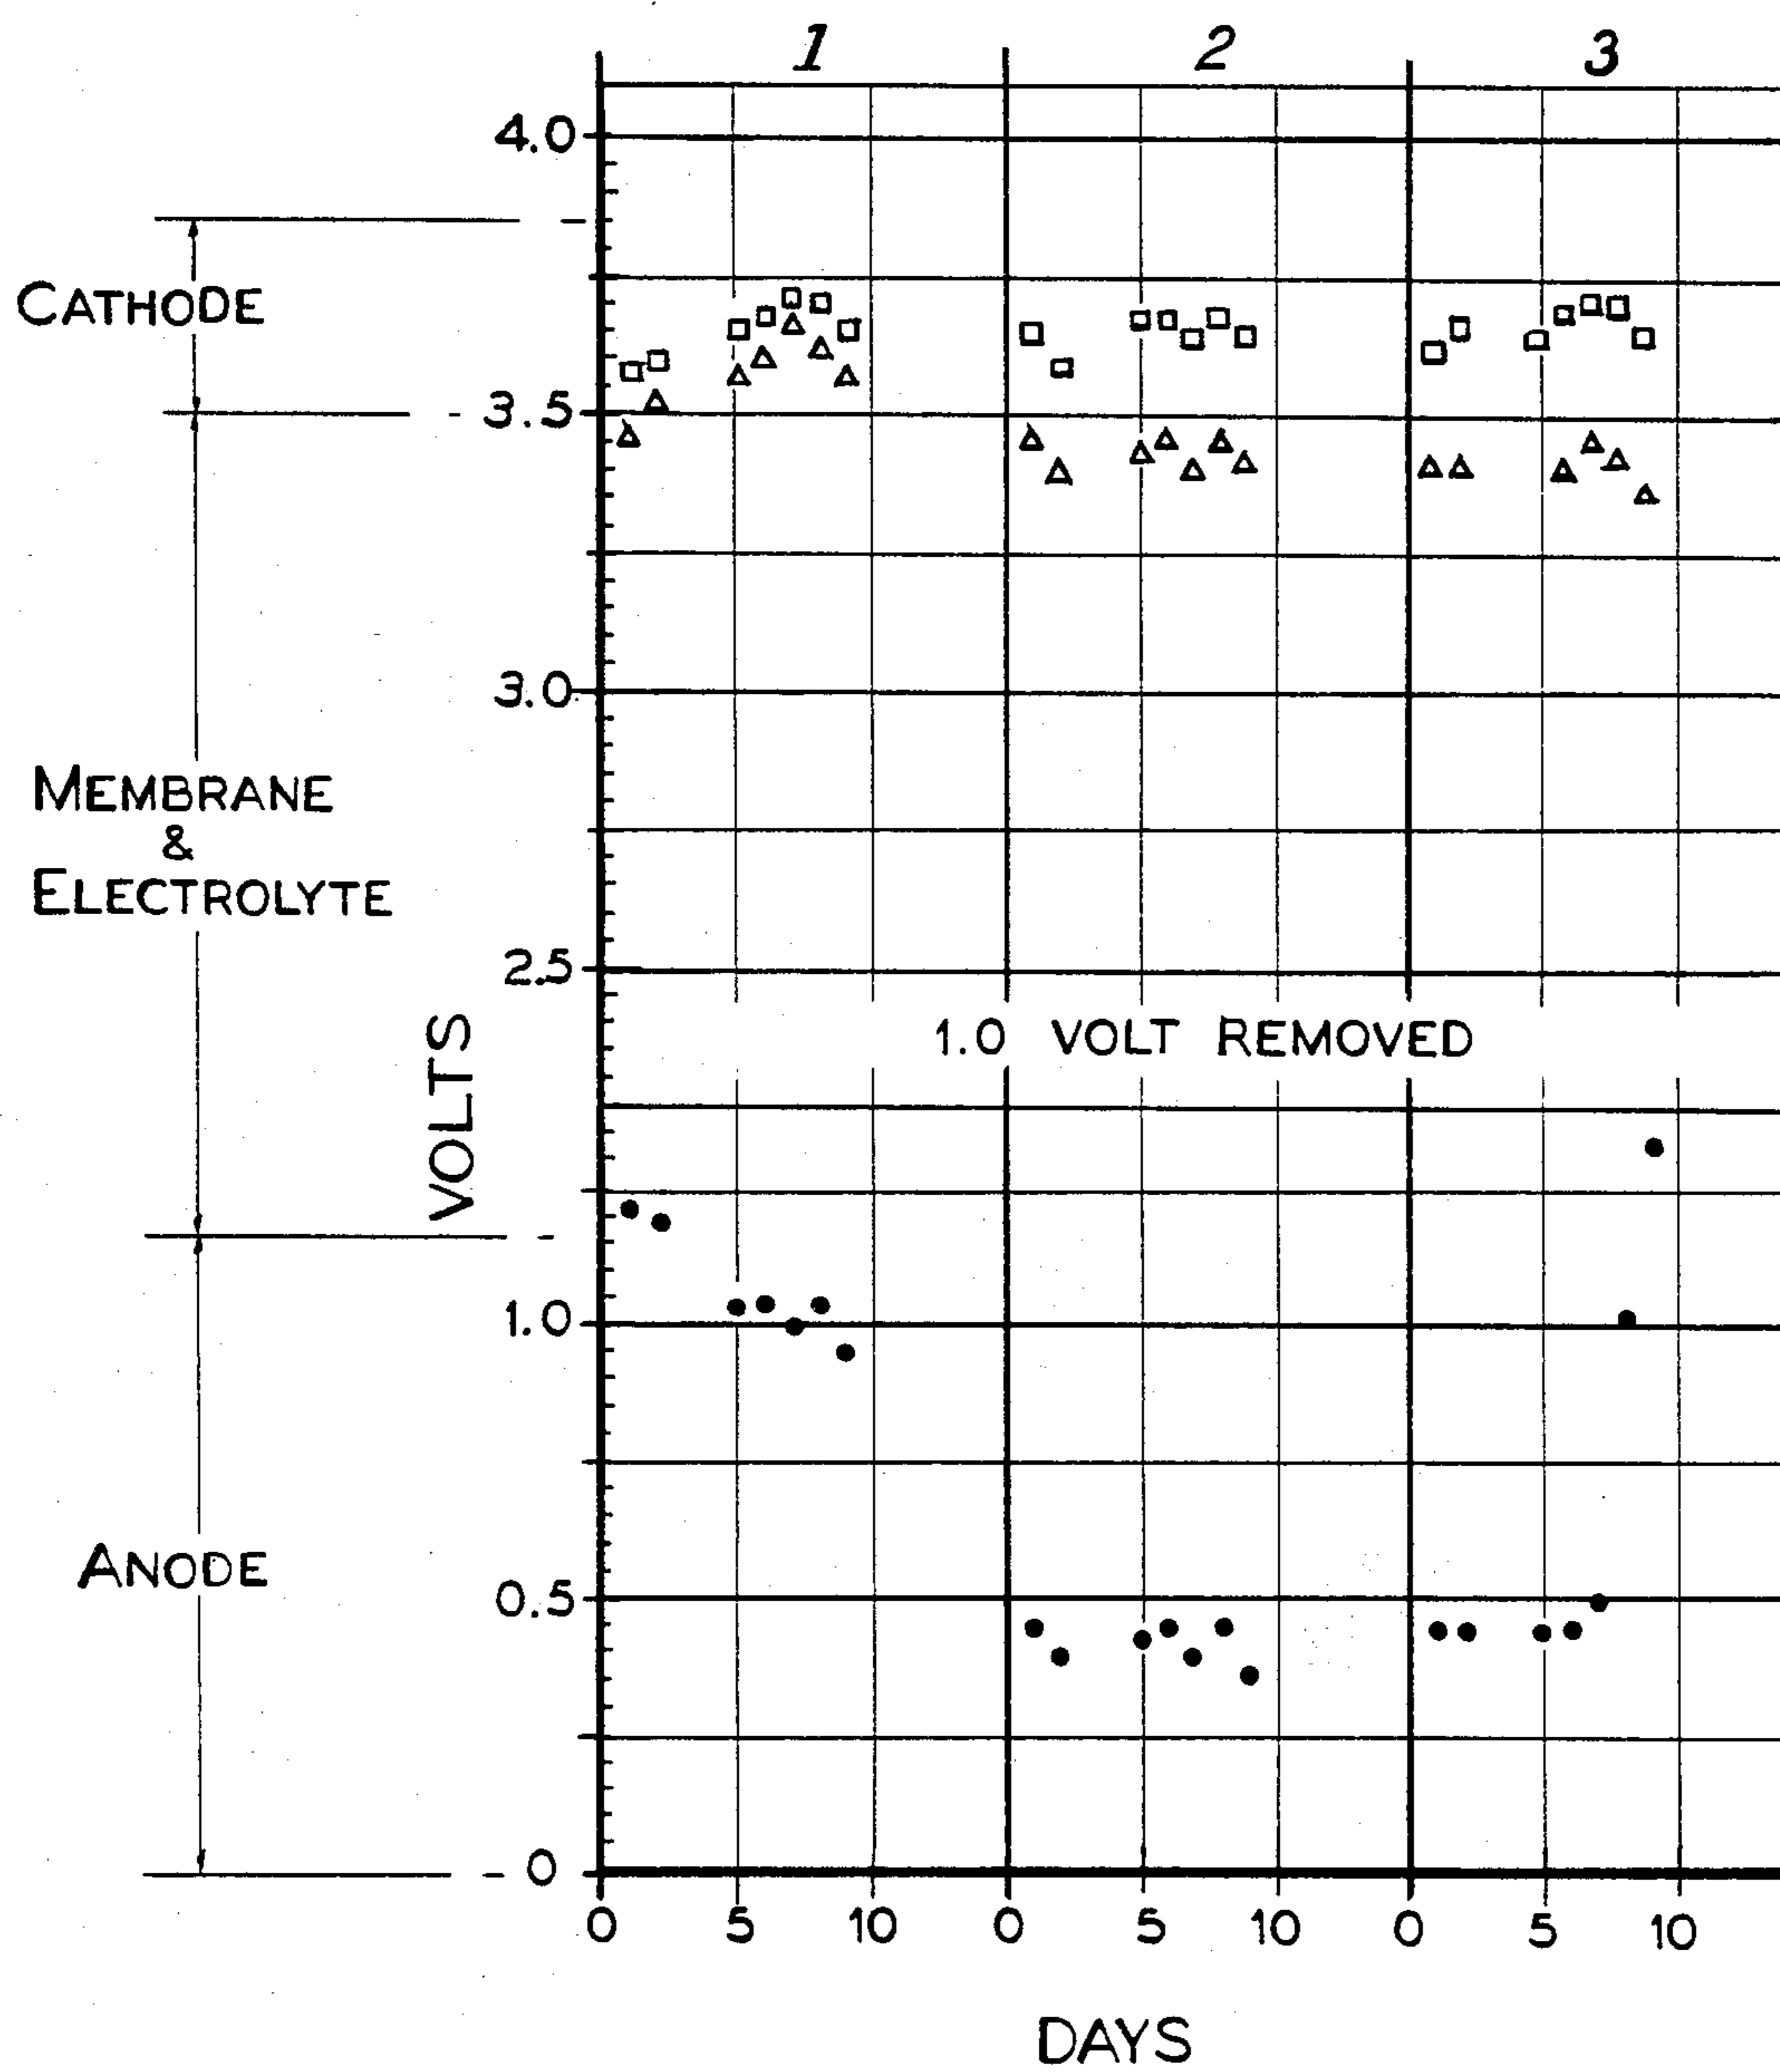 1 2 3
4.0
CATHODE
- 3.5
3.0
MEMBRANE
&
ELECTROLYTE
2.5
1.0 VOLT REMOVED
VOLTS
1.0
ANODE
0.5
- 0
0 5 10 0 5 10 0 5 10
DAYS